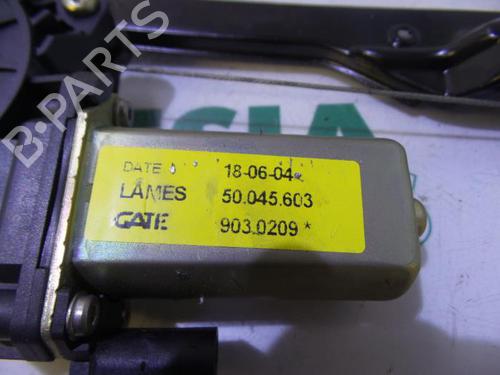 B-PARTS
DATE 18-06-04
LAMES 50.045.603
GATE 903.0209 *